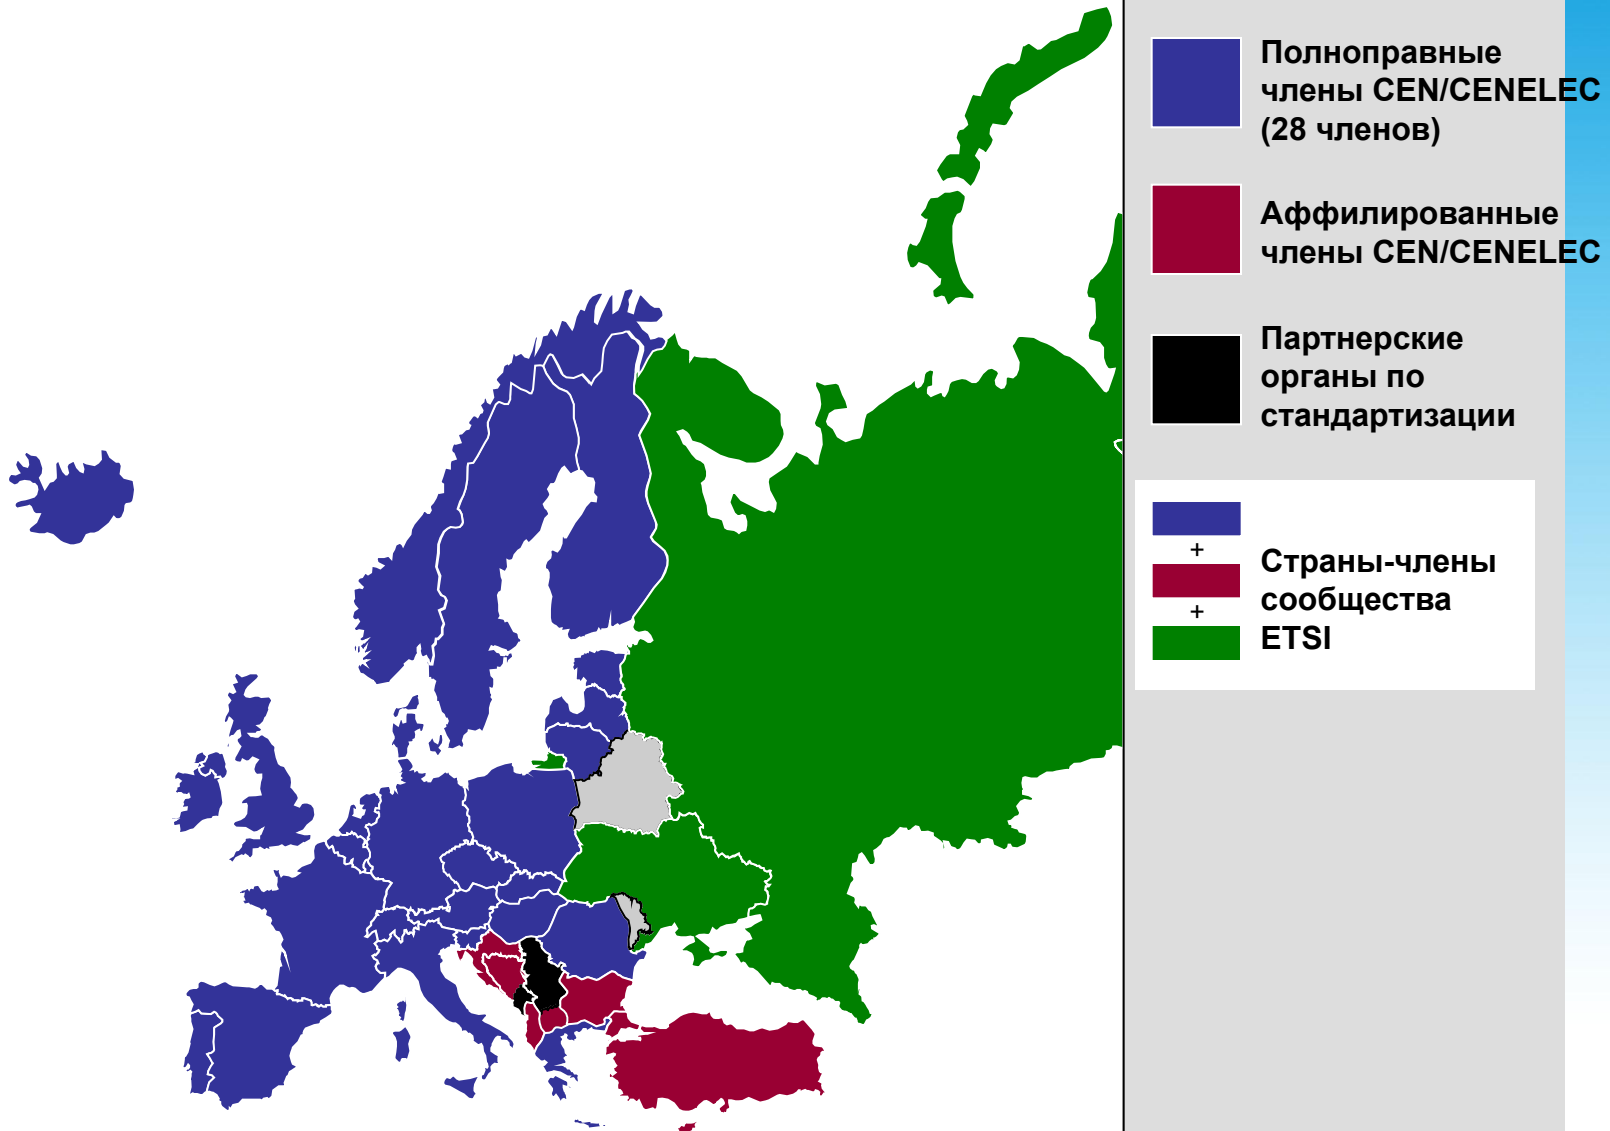 Полноправные
члены CEN/CENELEC
(28 членов)
Аффилированные
члены CEN/CENELEC
Партнерские
органы по
стандартизации
+
Страны-члены
сообщества
+
ETSI